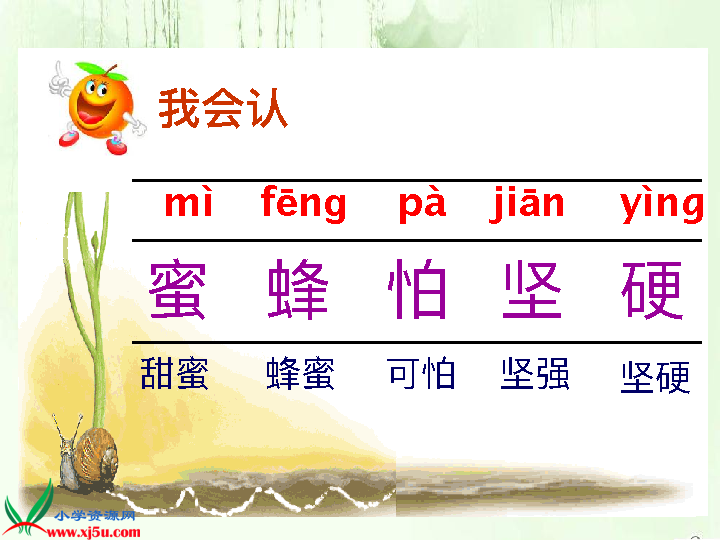 我会认
mì fēng pà jiān yìng
蜜 蜂 怕 坚 硬
甜蜜 蜂蜜 可怕 坚强 坚硬
小学资源网
www.xj5u.com